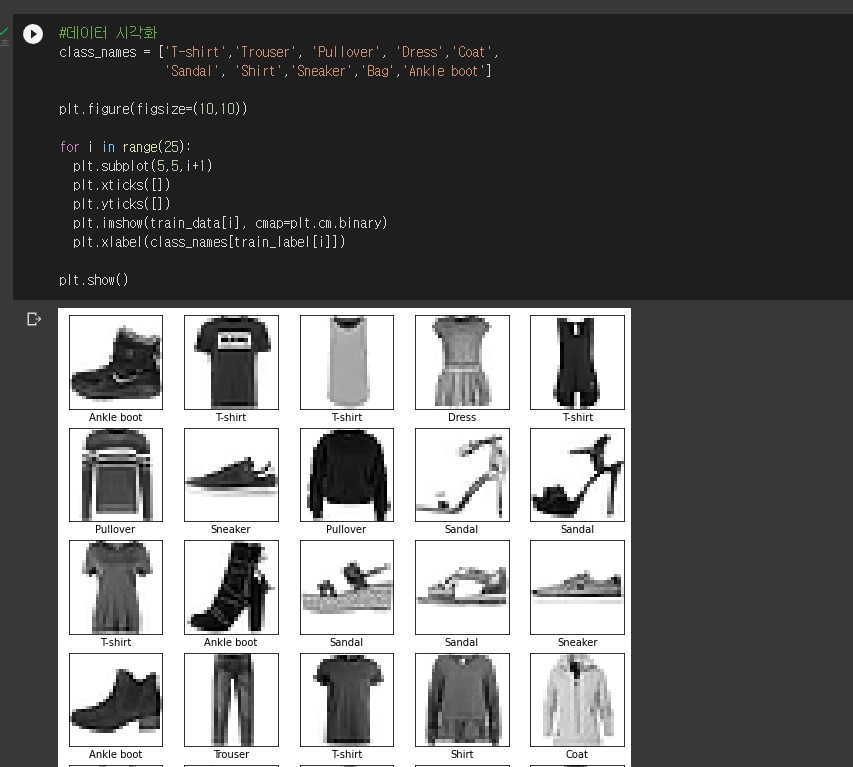 #데이터 시각화
class_names = ['T-shirt','Trouser', 'Pullover', 'Dress','Coat',
'Sandal', 'Shirt','Sneaker','Bag','Ankle boot']
plt.figure(figsize=(10,10))
for i in range(25):
plt.subplot(5,5,i+1)
plt.xticks([])
plt.yticks([])
plt.imshow(train_data[i], cmap=plt.cm.binary)
plt.xlabel(class_names[train_label[i]])
plt.show()
Ankle boot T-shirt T-shirt Dress T-shirt
Pullover Sneaker Pullover Sandal Sandal
T-shirt Ankle boot Sandal Sandal Sneaker
Ankle boot Trouser T-shirt Shirt Coat